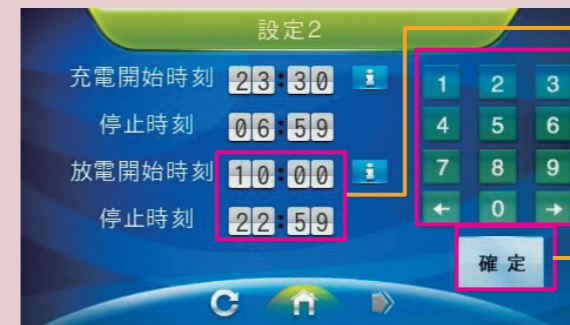 設定2
充電開始時刻 23:30 i
停止時刻 06:59
放電開始時刻 10:00 i
停止時刻 22:59
1 2 3
4 5 6
7 8 9
← 0 →
確定